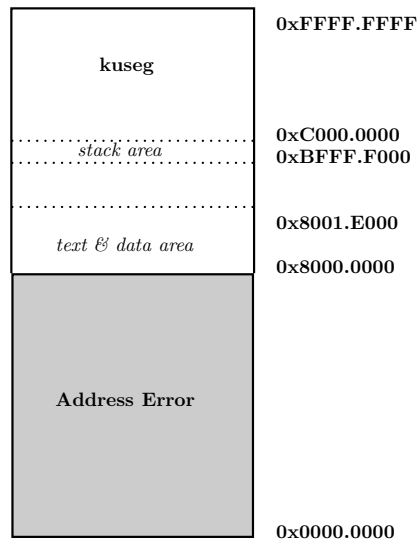 0xFFFF.FFFF
kuseg
0xC000.0000
stack area
0xBFFF.F000
0x8001.E000
text & data area
0x8000.0000
Address Error
0x0000.0000